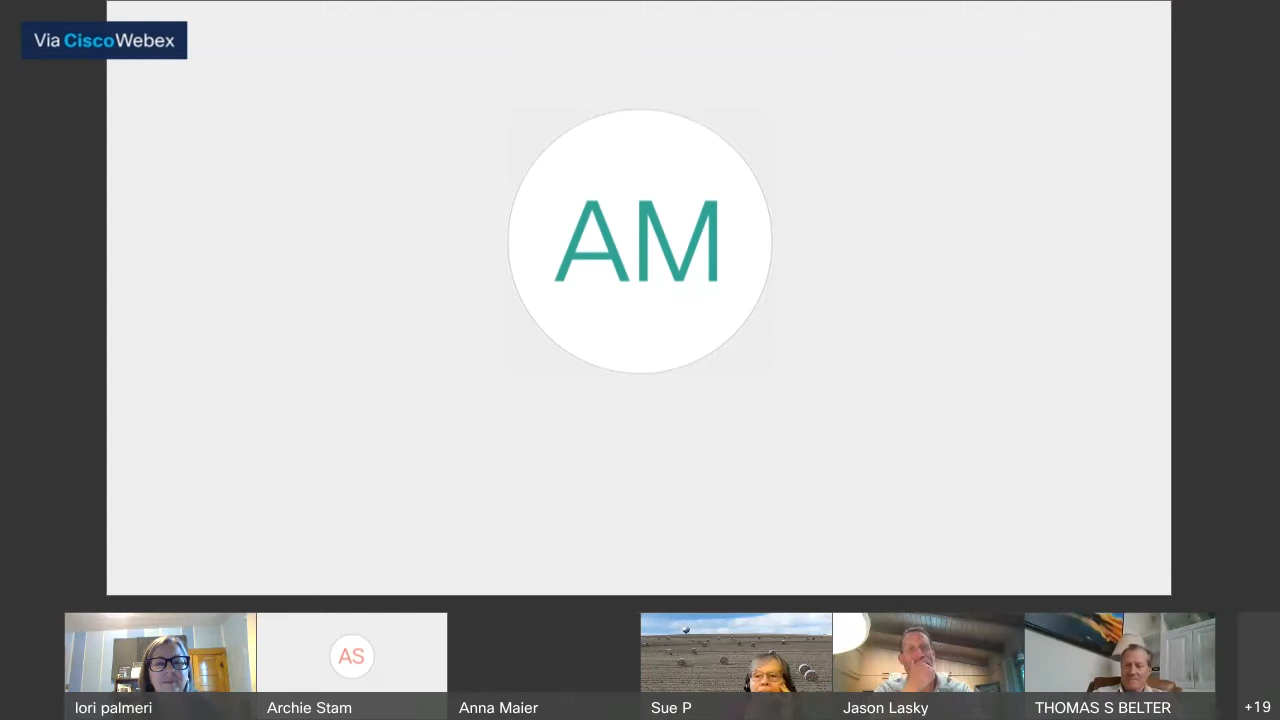 Via CiscoWebex
AM
AS
lori palmeri
Archie Stam
Anna Maier
Sue P
Jason Lasky
THOMAS S BELTER
+19